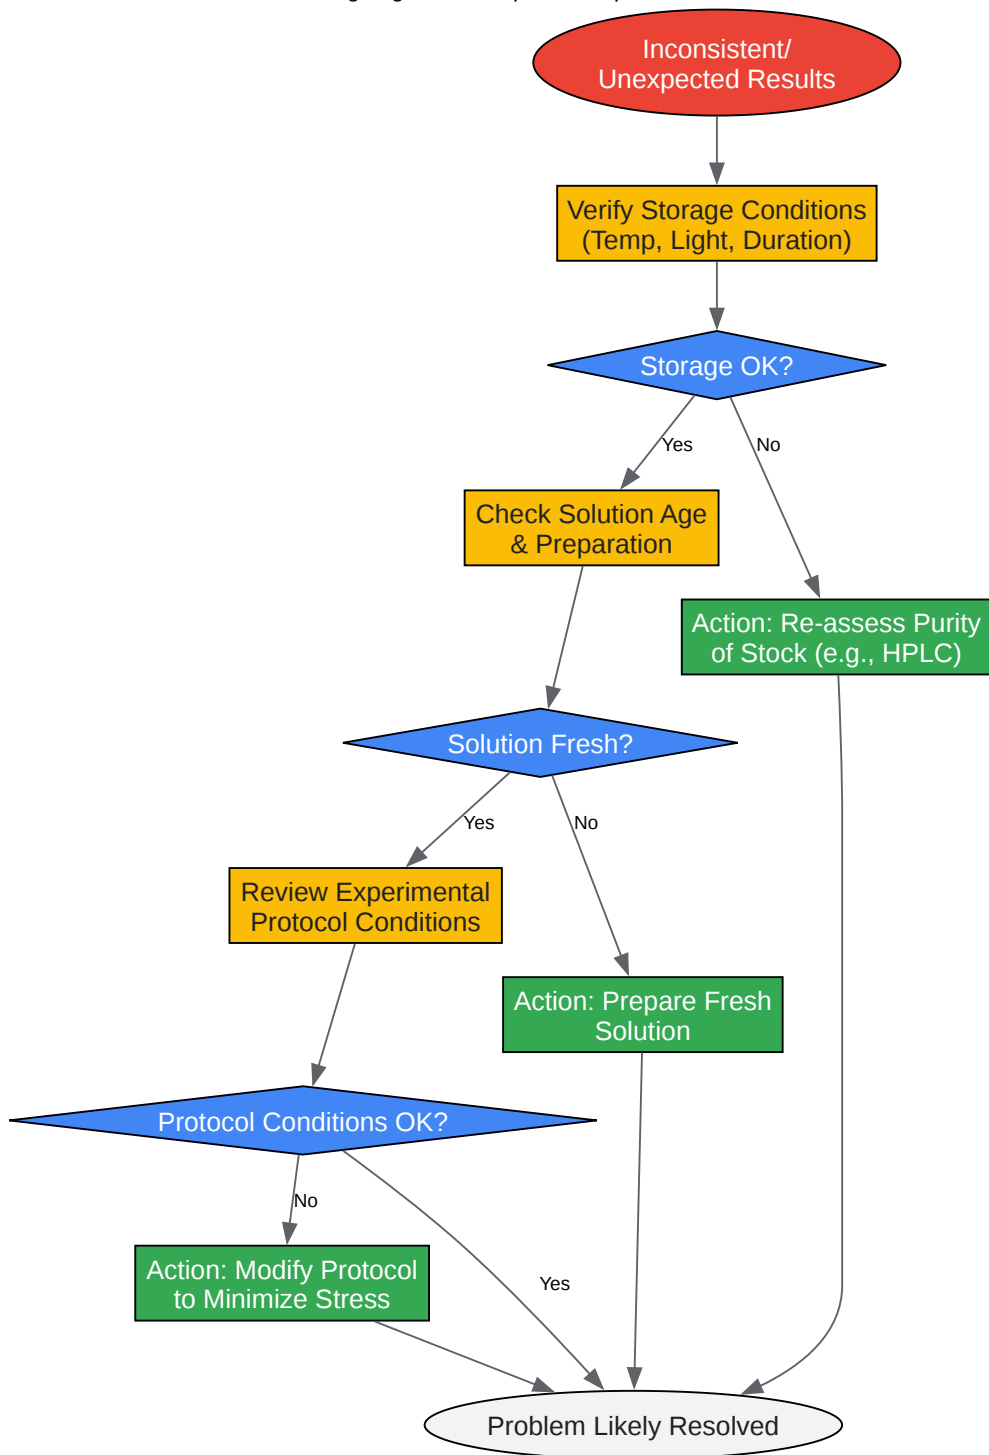 Inconsistent/
Unexpected Results
Verify Storage Conditions
(Temp, Light, Duration)
Storage OK?
Yes
No
Check Solution Age
& Preparation
Action: Re-assess Purity
of Stock (e.g., HPLC)
Solution Fresh?
Yes
No
Review Experimental
Protocol Conditions
Action: Prepare Fresh
Solution
Protocol Conditions OK?
No
Yes
Action: Modify Protocol
to Minimize Stress
Problem Likely Resolved